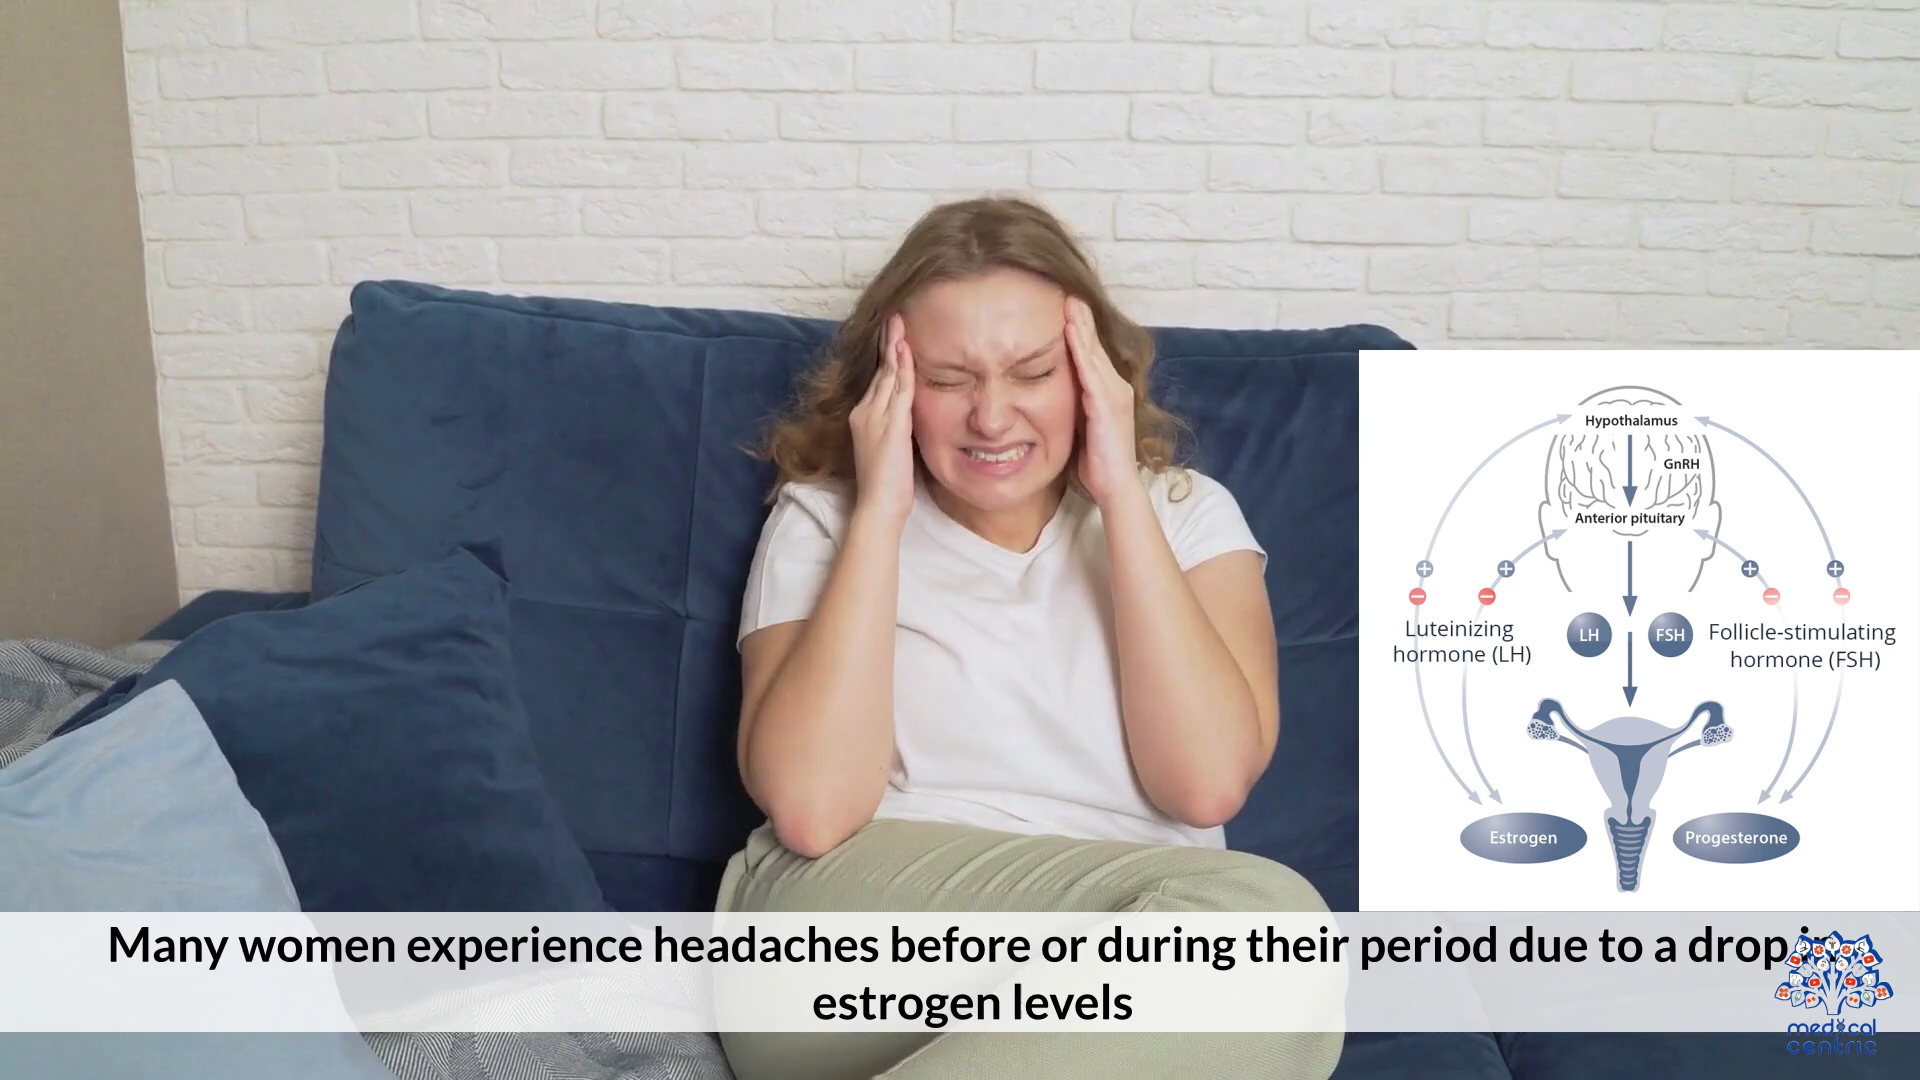 Hypothalamus
GnRH
Anterior pituitary
Luteinizing
hormone (LH)
LH
FSH
Follicle-stimulating
hormone (FSH)
Estrogen
Progesterone
Many women experience headaches before or during their period due to a drop in
estrogen levels
medical
centric